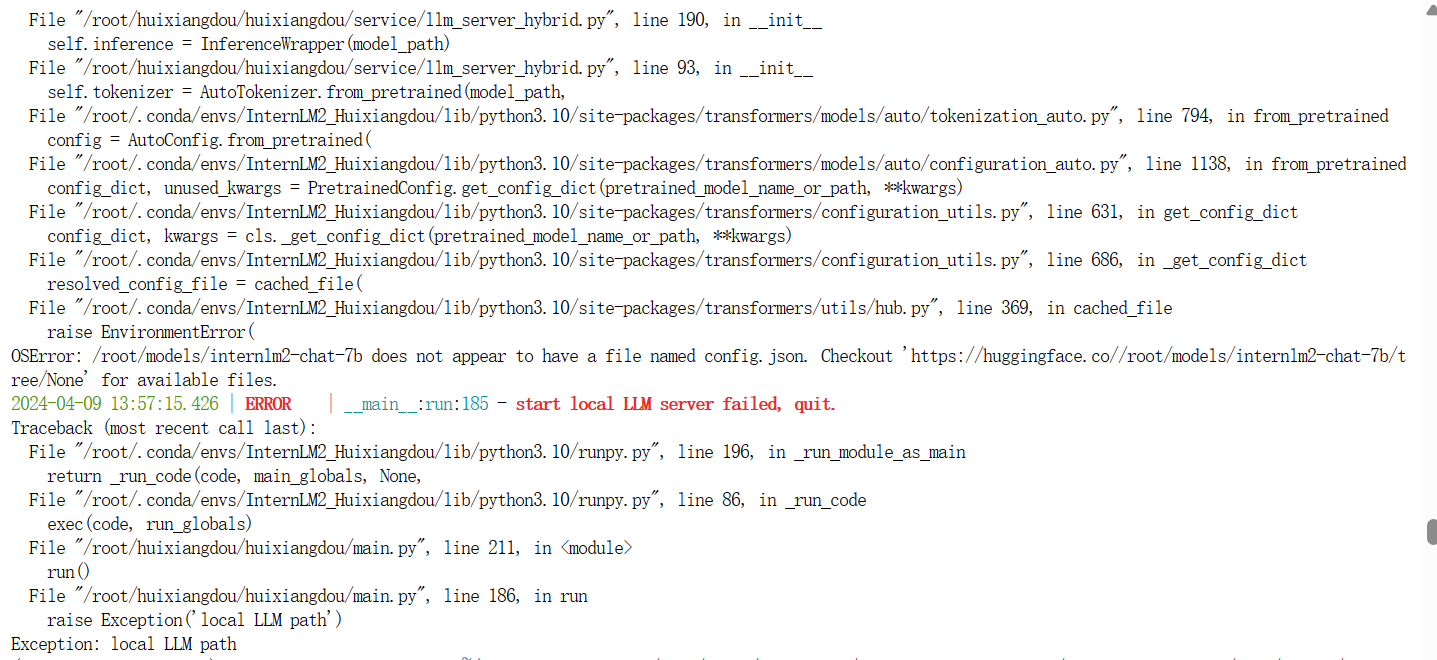 File "/root/huixiangdou/huixiangdou/service/llm_server_hybrid.py", line 190, in __init__
self.inference = InferenceWrapper(model_path)
File "/root/huixiangdou/huixiangdou/service/llm_server_hybrid.py", line 93, in __init__
self.tokenizer = AutoTokenizer.from_pretrained(model_path,
File "/root/.conda/envs/InternLM2_Huixiangdou/lib/python3.10/site-packages/transformers/models/auto/tokenization_auto.py", line 794, in from_pretrained
config = AutoConfig.from_pretrained(
File "/root/.conda/envs/InternLM2_Huixiangdou/lib/python3.10/site-packages/transformers/models/auto/configuration_auto.py", line 1138, in from_pretrained
config_dict, unused_kwargs = PretrainedConfig.get_config_dict(pretrained_model_name_or_path, **kwargs)
File "/root/.conda/envs/InternLM2_Huixiangdou/lib/python3.10/site-packages/transformers/configuration_utils.py", line 631, in get_config_dict
config_dict, kwargs = cls._get_config_dict(pretrained_model_name_or_path, **kwargs)
File "/root/.conda/envs/InternLM2_Huixiangdou/lib/python3.10/site-packages/transformers/configuration_utils.py", line 686, in _get_config_dict
resolved_config_file = cached_file(
File "/root/.conda/envs/InternLM2_Huixiangdou/lib/python3.10/site-packages/transformers/utils/hub.py", line 369, in cached_file
raise EnvironmentError(
OSError: /root/models/internlm2-chat-7b does not appear to have a file named config.json. Checkout 'https://huggingface.co//root/models/internlm2-chat-7b/t
ree/None' for available files.
2024-04-09 13:57:15.426 | ERROR    | __main__:run:185 - start local LLM server failed, quit.
Traceback (most recent call last):
File "/root/.conda/envs/InternLM2_Huixiangdou/lib/python3.10/runpy.py", line 196, in _run_module_as_main
return _run_code(code, main_globals, None,
File "/root/.conda/envs/InternLM2_Huixiangdou/lib/python3.10/runpy.py", line 86, in _run_code
exec(code, run_globals)
File "/root/huixiangdou/huixiangdou/main.py", line 211, in <module>
run()
File "/root/huixiangdou/huixiangdou/main.py", line 186, in run
raise Exception('local LLM path')
Exception: local LLM path